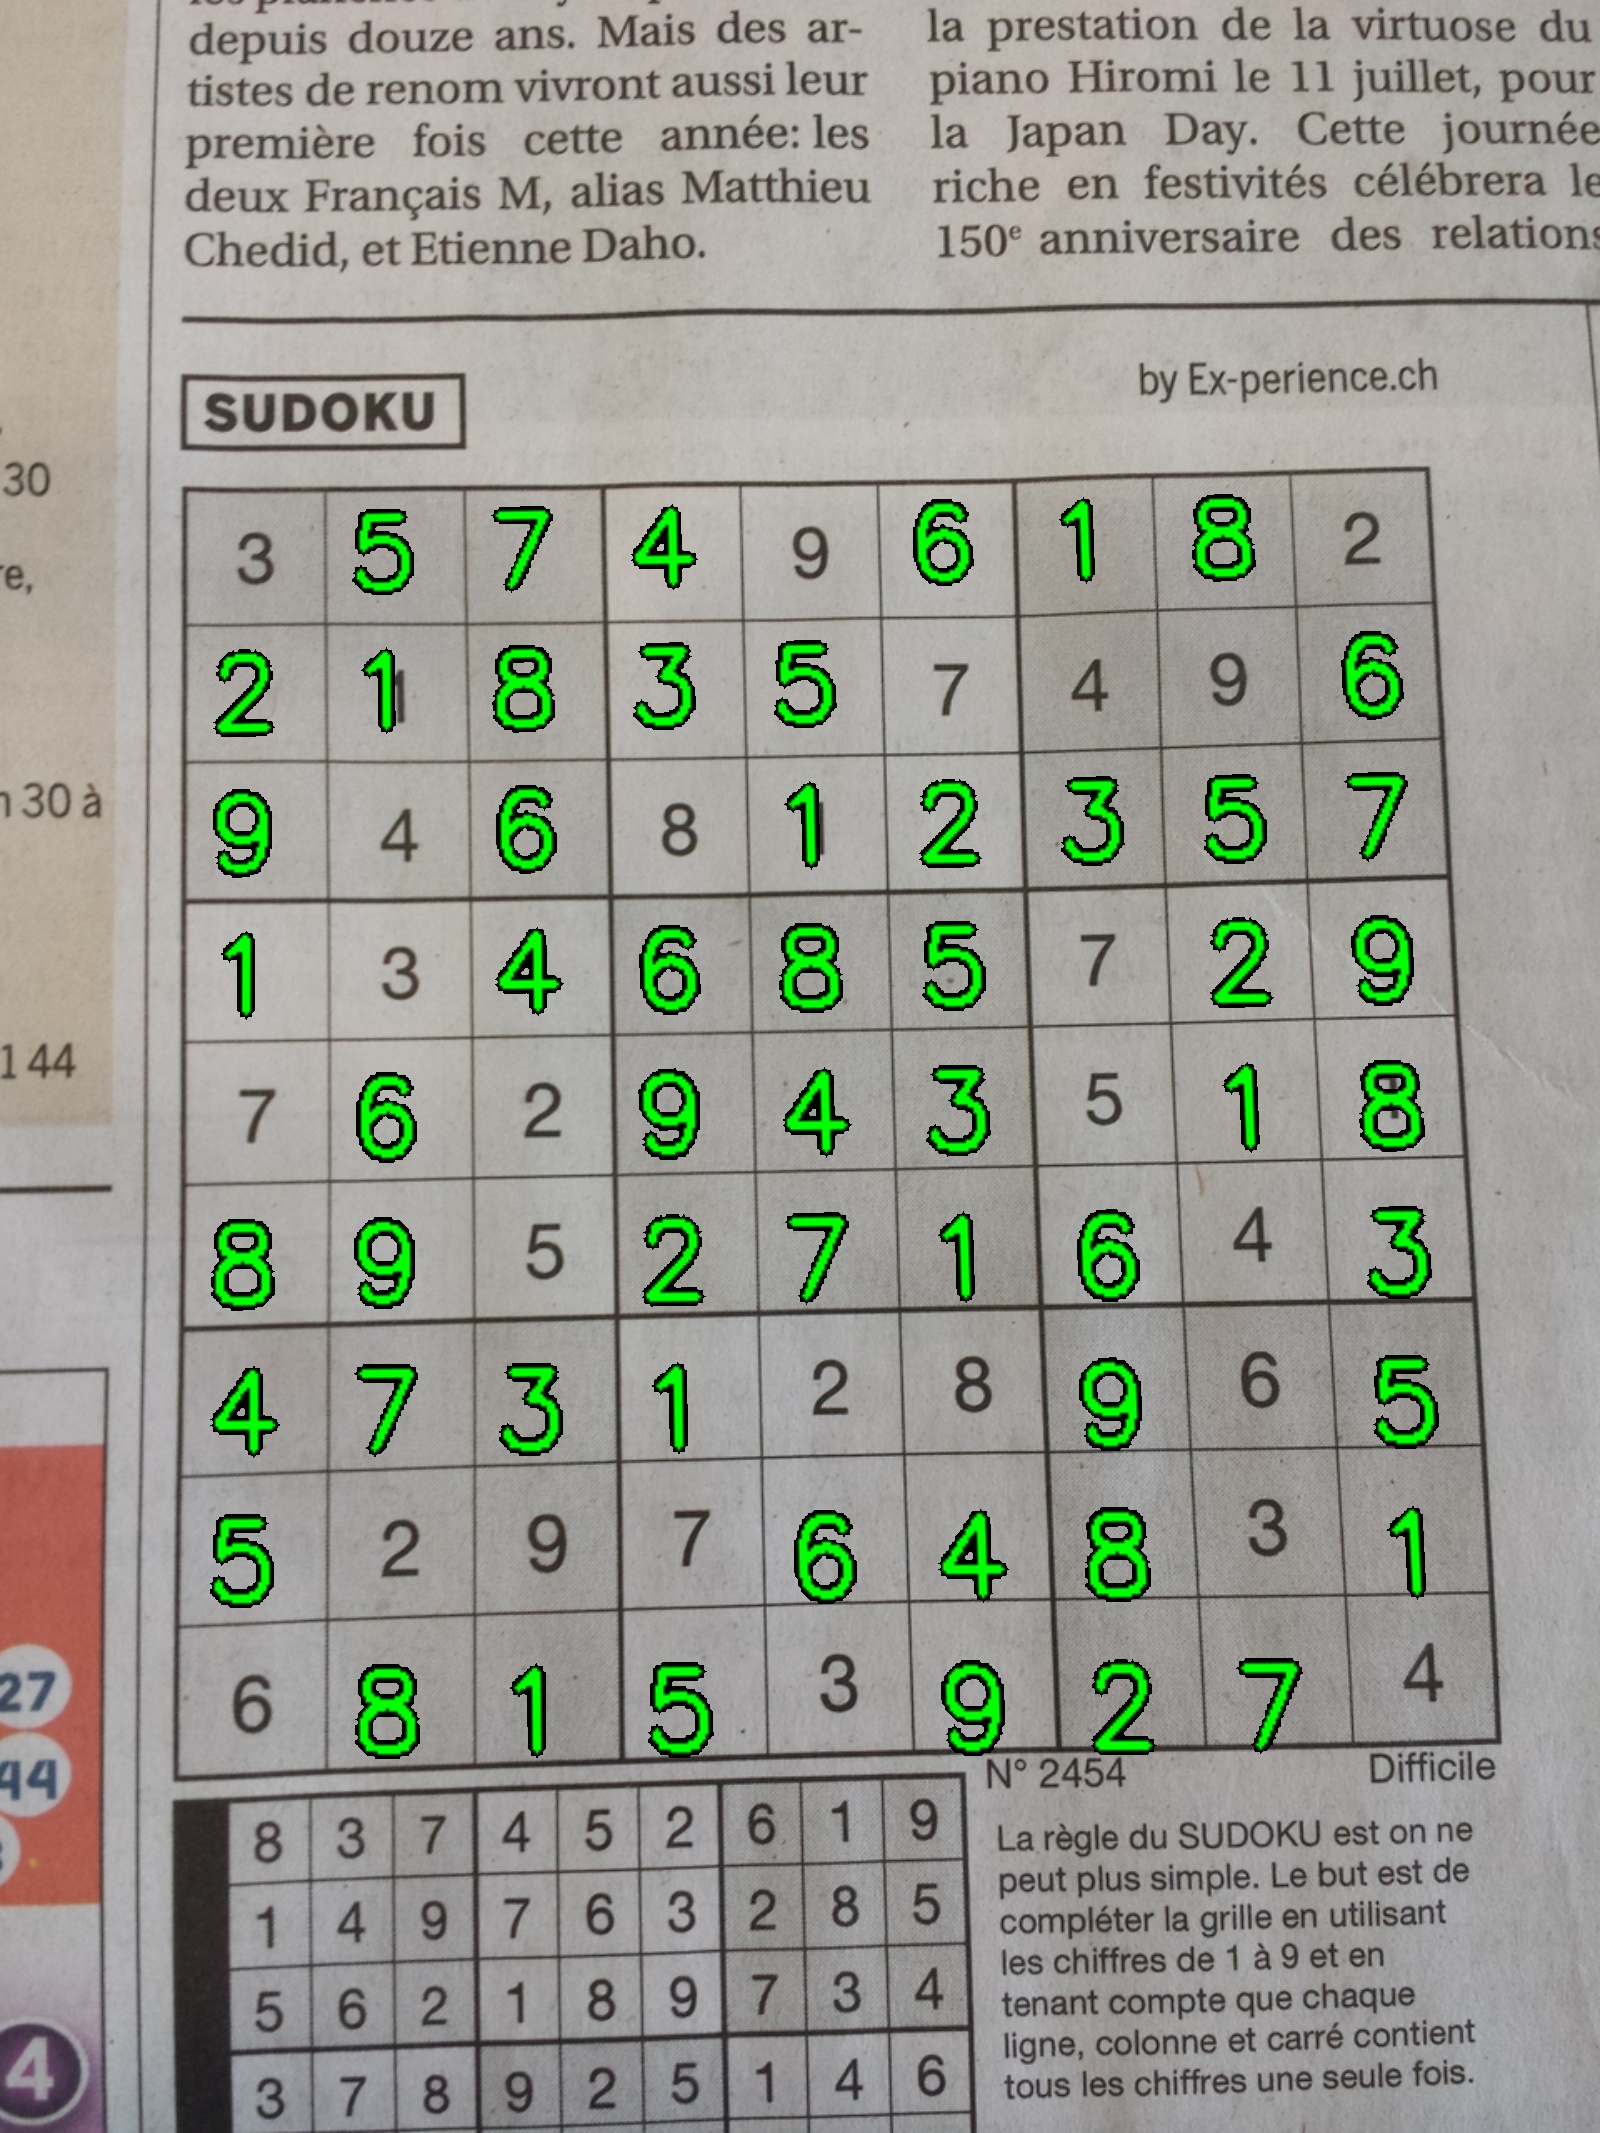 depuis douze ans. Mais des ar-
tistes de renom vivront aussi leur
première fois cette année: les
deux Français M, alias Matthieu
Chedid, et Etienne Daho.
la prestation de la virtuose du
piano Hiromi le 11 juillet, pour
la Japan Day. Cette journée
riche en festivités célébrera le
150e anniversaire des relations
30
re,
n 30 à
1 44
27
44
4
SUDOKU
by Ex-perience.ch
3 5 7 4 9 6 1 8 2
2 1 8 3 5 7 4 9 6
9 4 6 8 1 2 3 5 7
1 3 4 6 8 5 7 2 9
7 6 2 9 4 3 5 1 8
8 9 5 2 7 1 6 4 3
4 7 3 1 2 8 9 6 5
5 2 9 7 6 4 8 3 1
6 8 1 5 3 9 2 7 4
N° 2454
Difficile
8 3 7 4 5 2 6 1 9
1 4 9 7 6 3 2 8 5
5 6 2 1 8 9 7 3 4
3 7 8 9 2 5 1 4 6
La règle du SUDOKU est on ne
peut plus simple. Le but est de
compléter la grille en utilisant
les chiffres de 1 à 9 et en
tenant compte que chaque
ligne, colonne et carré contient
tous les chiffres une seule fois.